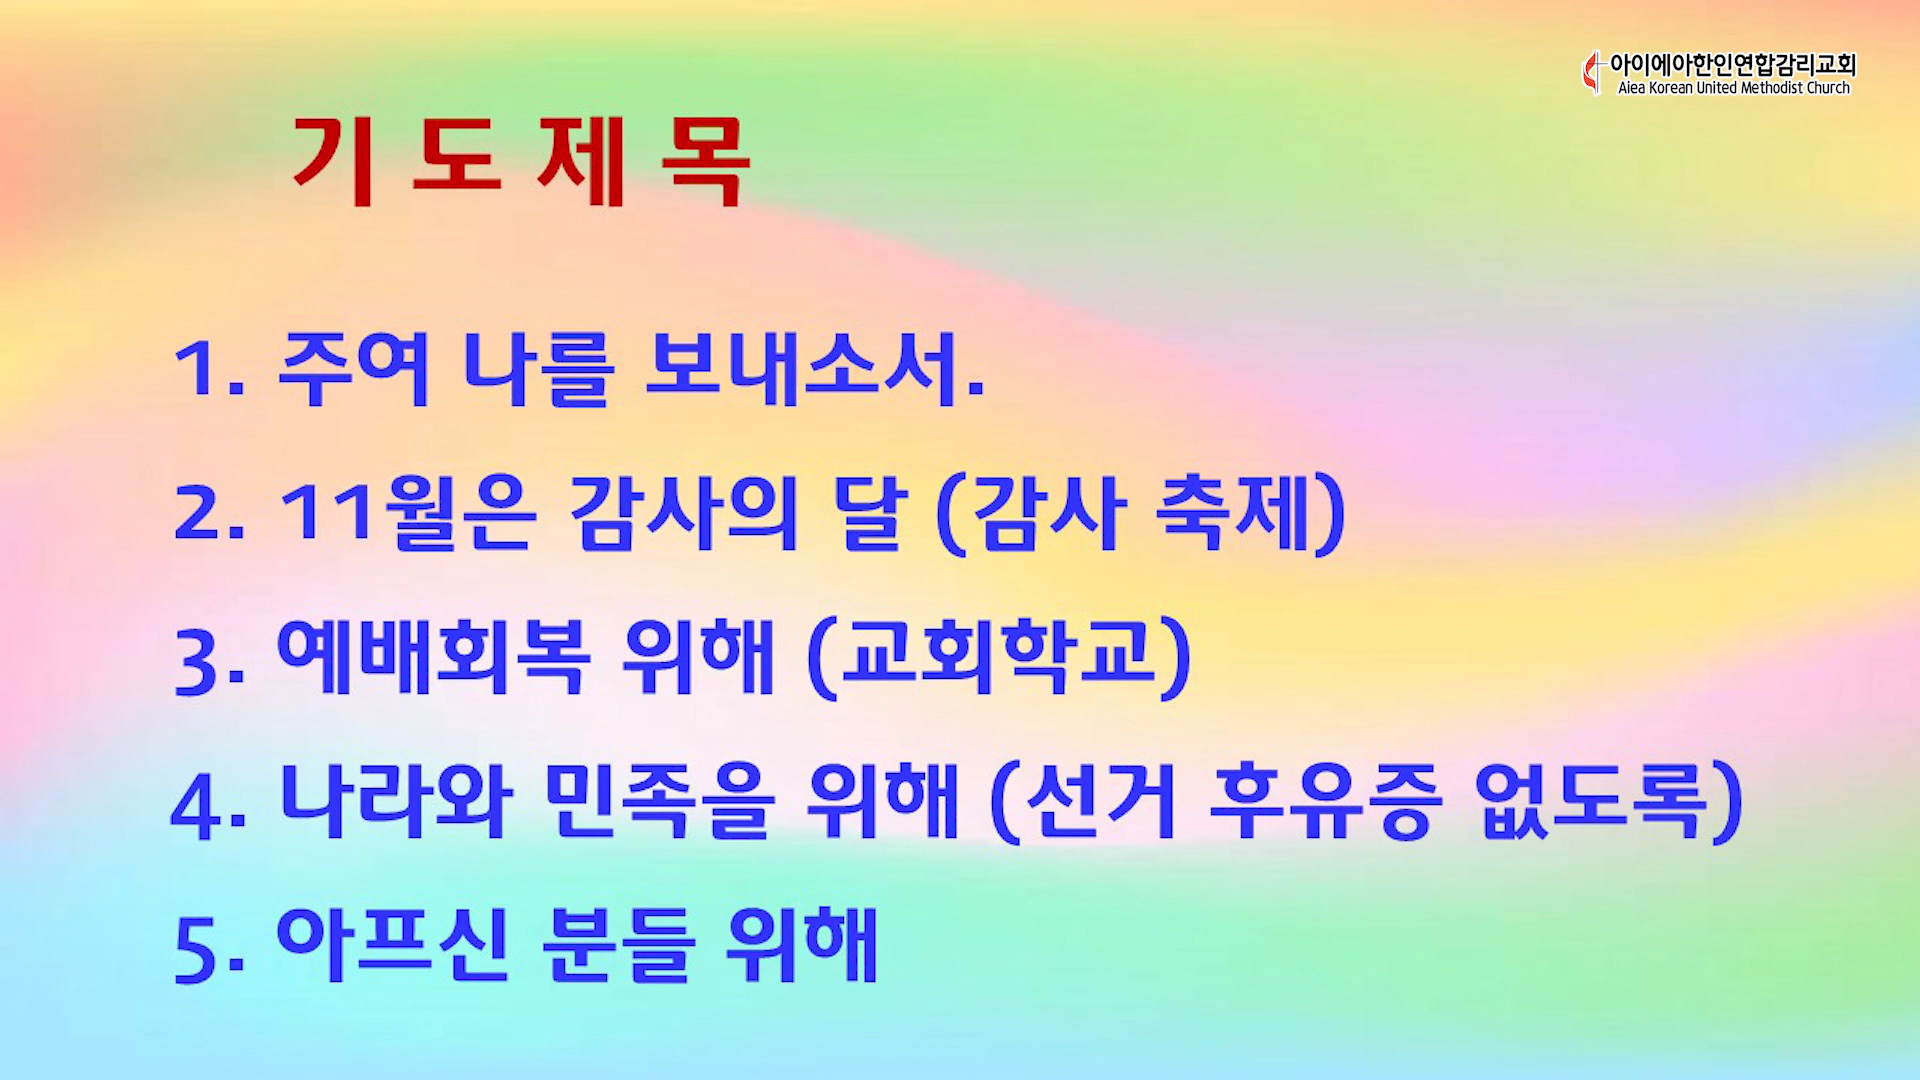 아이에아한인연합감리교회
Aiea Korean United Methodist Church
기 도 제 목
1. 주여 나를 보내소서.
2. 11월은 감사의 달 (감사 축제)
3. 예배회복 위해 (교회학교)
4. 나라와 민족을 위해 (선거 후유증 없도록)
5. 아프신 분들 위해